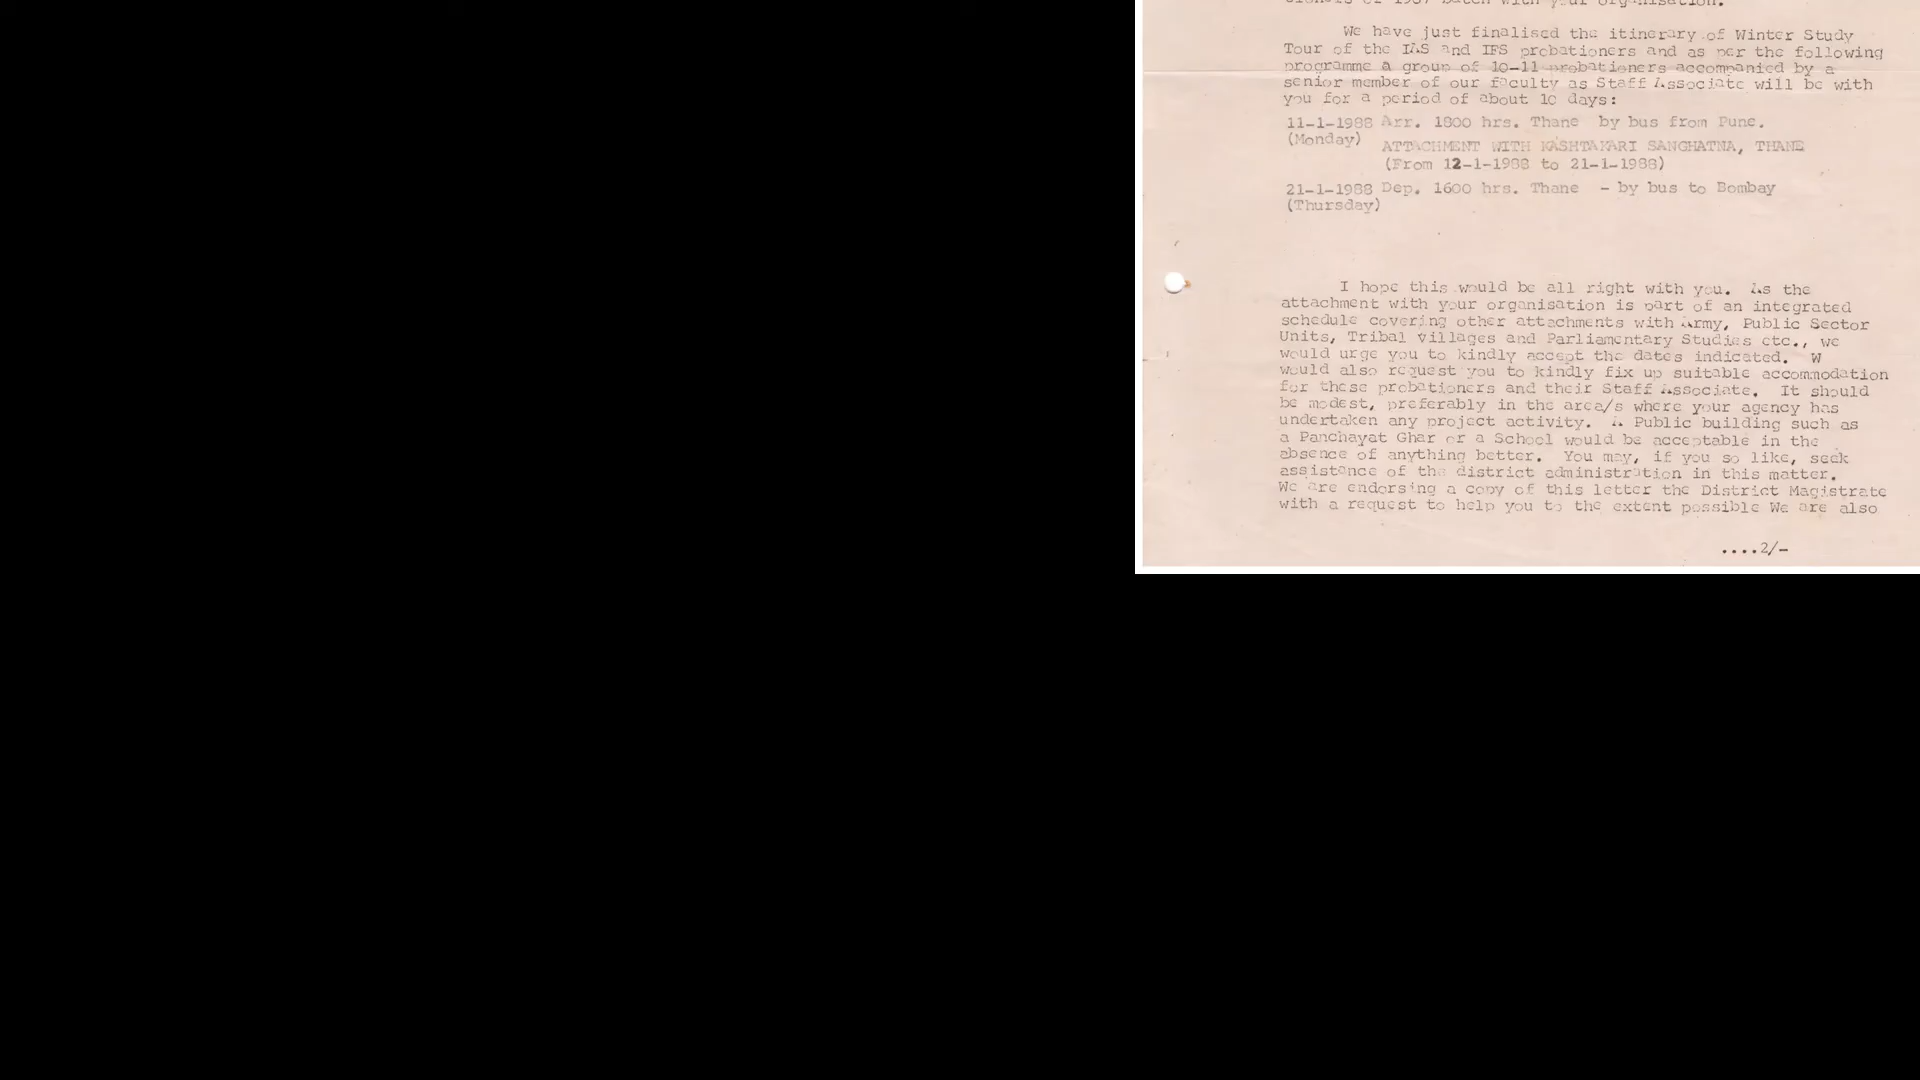 of 1987 batch with your organisation.
We have just finalised the itinerary of Winter Study
Tour of the IAS and IFS probationers and as per the following
programme a group of 10-11 probationers accompanied by a
senior member of our faculty as Staff Associate will be with
you for a period of about 10 days:
11-1-1988 Arr. 1800 hrs. Thane by bus from Pune.
(Monday)
ATTACHMENT WITH KASHTAKARI SANGHATNA, THANE
(From 12-1-1988 to 21-1-1988)
21-1-1988 Dep. 1600 hrs. Thane - by bus to Bombay
(Thursday)
I hope this would be all right with you. As the
attachment with your organisation is part of an integrated
schedule covering other attachments with Army, Public Sector
Units, Tribal Villages and Parliamentary Studies etc., we
would urge you to kindly accept the dates indicated. W
would also request you to kindly fix up suitable accommodation
for these probationers and their Staff Associate. It should
be modest, preferably in the area/s where your agency has
undertaken any project activity. A Public building such as
a Panchayat Ghar or a School would be acceptable in the
absence of anything better. You may, if you so like, seek
assistance of the district administration in this matter.
We are endorsing a copy of this letter the District Magistrate
with a request to help you to the extent possible We are also
....2/-